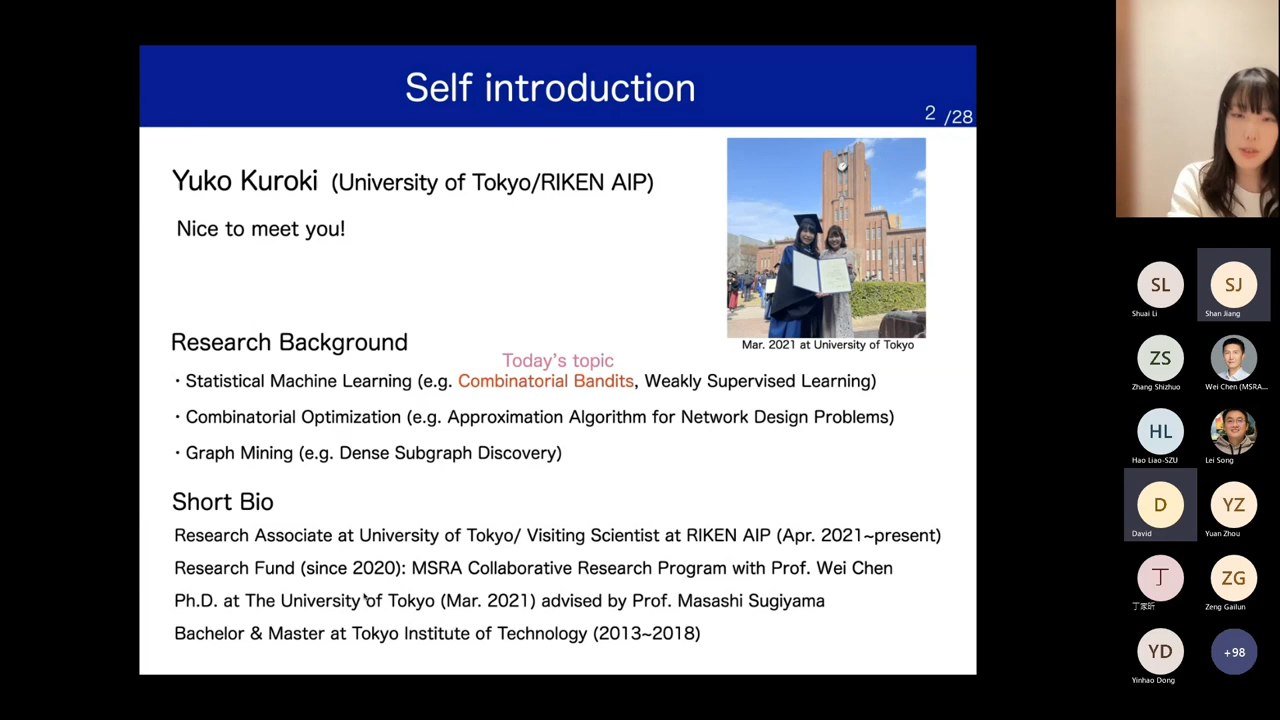 Self introduction
2 /28
Yuko Kuroki (University of Tokyo/RIKEN AIP)
Nice to meet you!
Mar. 2021 at University of Tokyo
Research Background
Today's topic
・Statistical Machine Learning (e.g. Combinatorial Bandits, Weakly Supervised Learning)
・Combinatorial Optimization (e.g. Approximation Algorithm for Network Design Problems)
・Graph Mining (e.g. Dense Subgraph Discovery)
Short Bio
Research Associate at University of Tokyo/ Visiting Scientist at RIKEN AIP (Apr. 2021~present)
Research Fund (since 2020): MSRA Collaborative Research Program with Prof. Wei Chen
Ph.D. at The University of Tokyo (Mar. 2021) advised by Prof. Masashi Sugiyama
Bachelor & Master at Tokyo Institute of Technology (2013~2018)
SL
Shuai Li
SJ
Shan Jiang
ZS
Zhang Shizhuo
Wei Chen (MSRA...
HL
Hao Liao-SZU
Lei Song
D
David
YZ
Yuan Zhou
丁
ZG
Zeng Gailun
YD
Yinhao Dong
+98